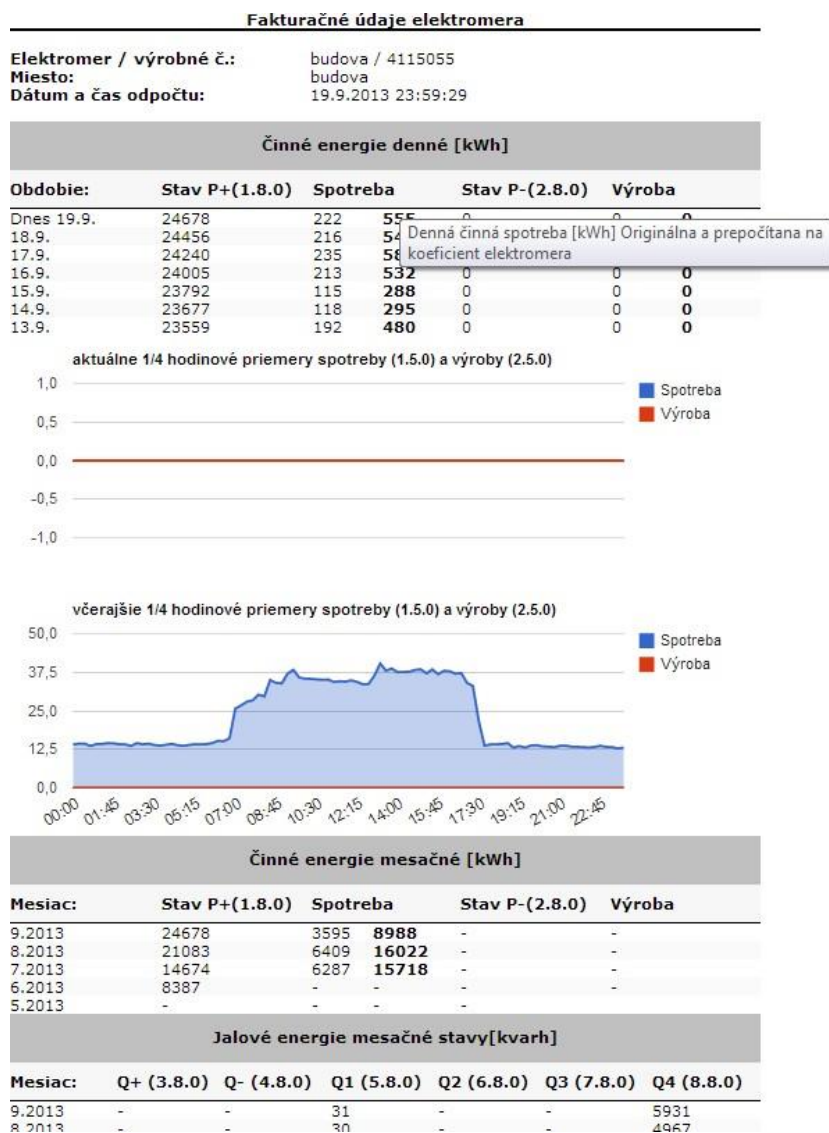 Fakturačné údaje elektromera
Elektromer / výrobné č.: budova / 4115055
Miesto: budova
Dátum a čas odpočtu: 19.9.2013 23:59:29
Činné energie denné [kWh]
Obdobie: Stav P+(1.8.0) Spotreba Stav P-(2.8.0) Výroba
Dnes 19.9. 24678 222 555 0 0 0
18.9. 24456 216
17.9. 24240 235
Denná činná spotreba [kWh] Originálna a prepočítana na
koeficient elektromera
16.9. 24005 213 532 0 0 0
15.9. 23792 115 288 0 0 0
14.9. 23677 118 295 0 0 0
13.9. 23559 192 480 0 0 0
aktuálne 1/4 hodinové priemery spotreby (1.5.0) a výroby (2.5.0)
1,0
0,5
0,0
-0,5
-1,0
Spotreba
Výroba
včerajšie 1/4 hodinové priemery spotreby (1.5.0) a výroby (2.5.0)
50,0
37,5
25,0
12,5
0,0
Spotreba
Výroba
00:00 01:45 03:30 05:15 07:00 08:45 10:30 12:15 14:00 15:45 17:30 19:15 21:00 22:45
Činné energie mesačné [kWh]
Mesiac: Stav P+(1.8.0) Spotreba Stav P-(2.8.0) Výroba
9.2013 24678 3595 8988 - -
8.2013 21083 6409 16022 - -
7.2013 14674 6287 15718 - -
6.2013 8387 - - - -
5.2013 - - - -
Jalové energie mesačné stavy[kvarh]
Mesiac: Q+ (3.8.0) Q- (4.8.0) Q1 (5.8.0) Q2 (6.8.0) Q3 (7.8.0) Q4 (8.8.0)
9.2013 - - 31 - - 5931
8.2013 - - 30 - - 4967